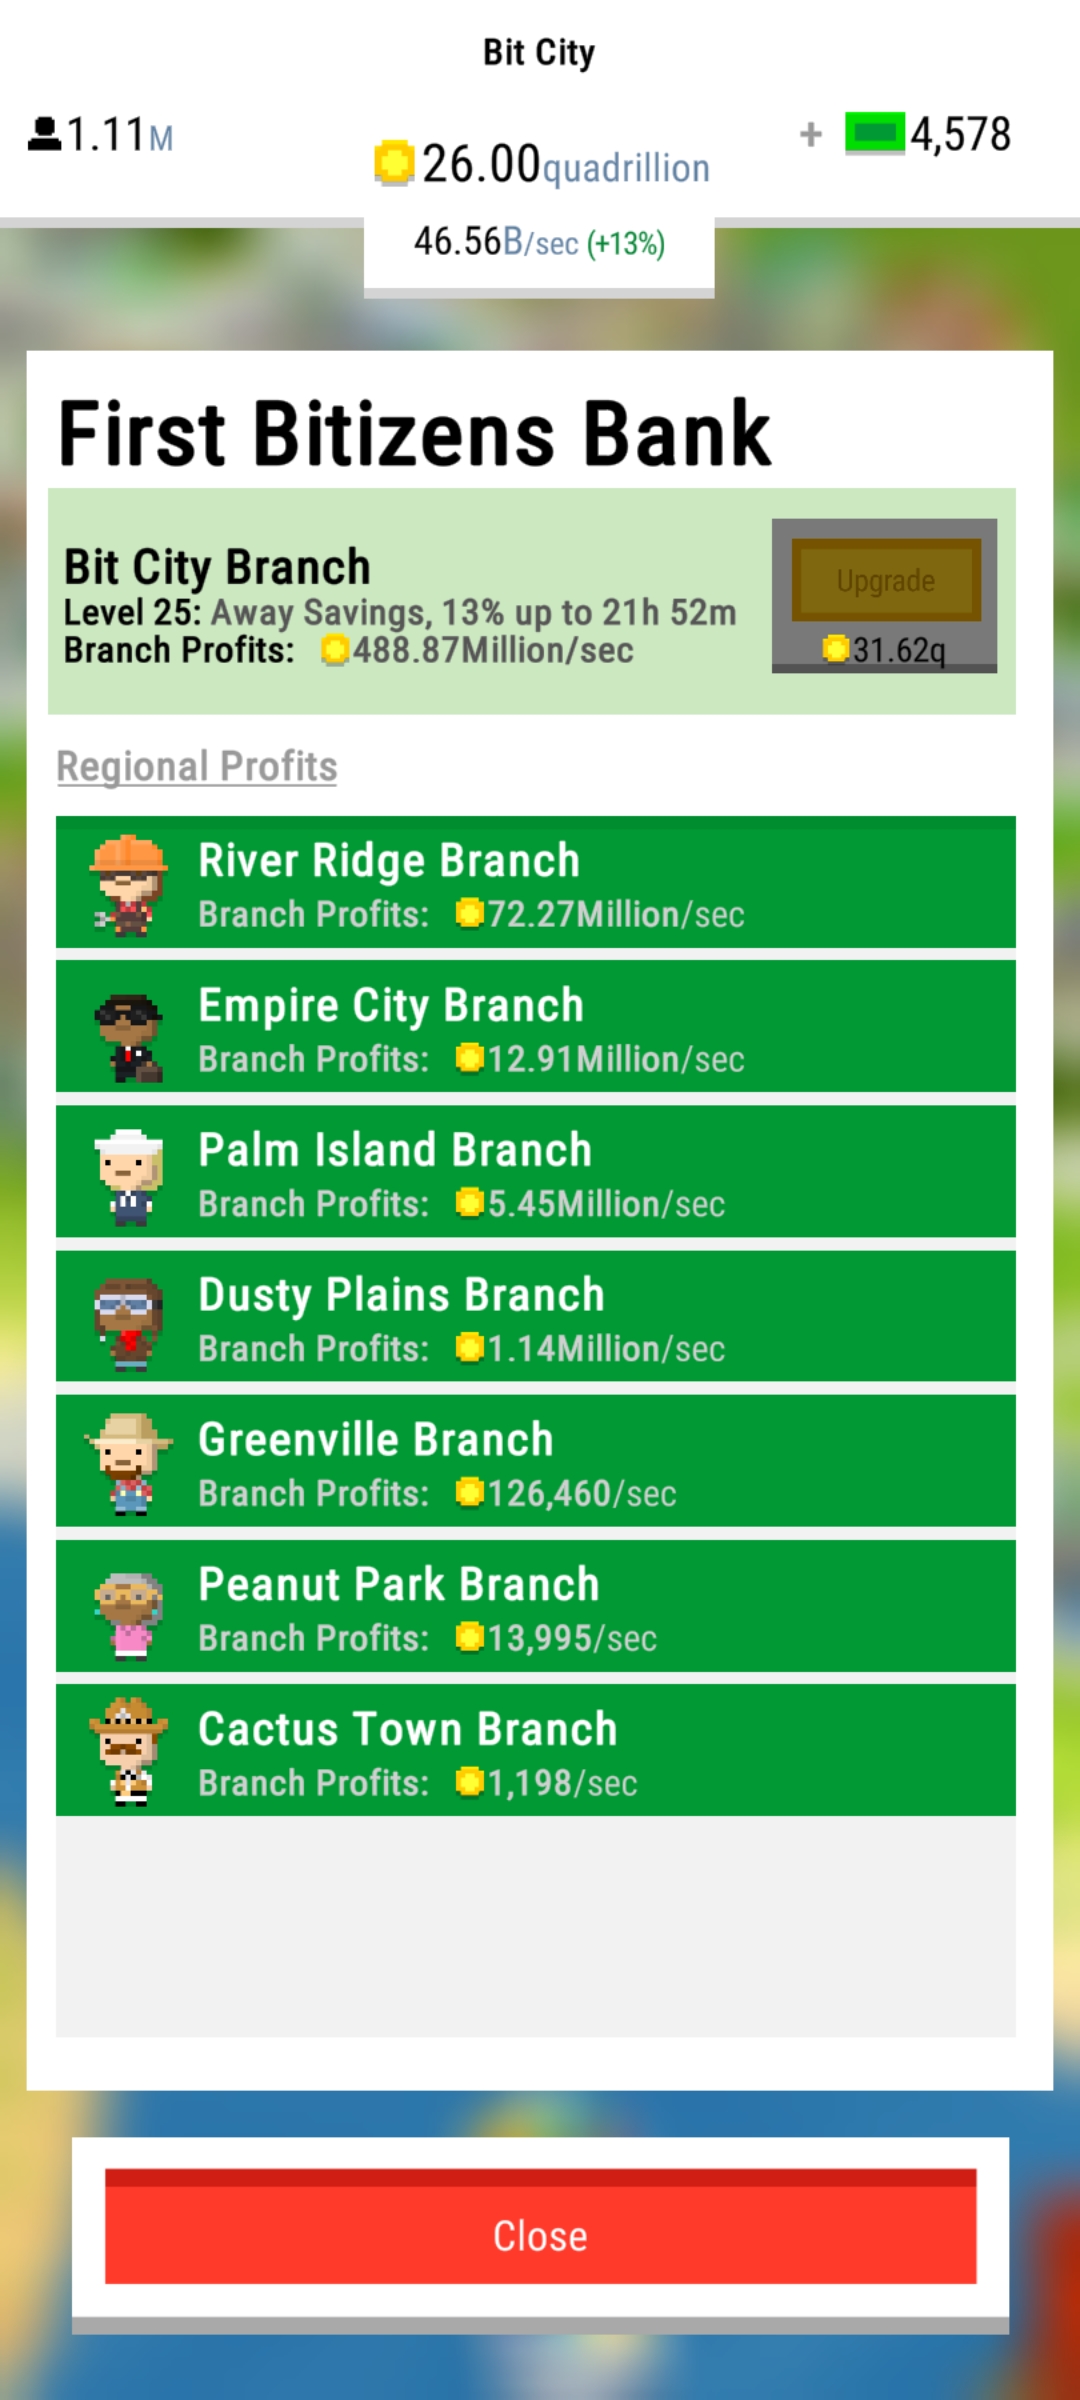 Bit City
1.11M
26.00quadrillion
+ 4,578
46.56B/sec (+13%)
First Bitizens Bank
Bit City Branch
Level 25: Away Savings, 13% up to 21h 52m
Branch Profits: 488.87Million/sec
Upgrade
31.62q
Regional Profits
River Ridge Branch
Branch Profits: 72.27Million/sec
Empire City Branch
Branch Profits: 12.91Million/sec
Palm Island Branch
Branch Profits: 5.45Million/sec
Dusty Plains Branch
Branch Profits: 1.14Million/sec
Greenville Branch
Branch Profits: 126,460/sec
Peanut Park Branch
Branch Profits: 13,995/sec
Cactus Town Branch
Branch Profits: 1,198/sec
Close